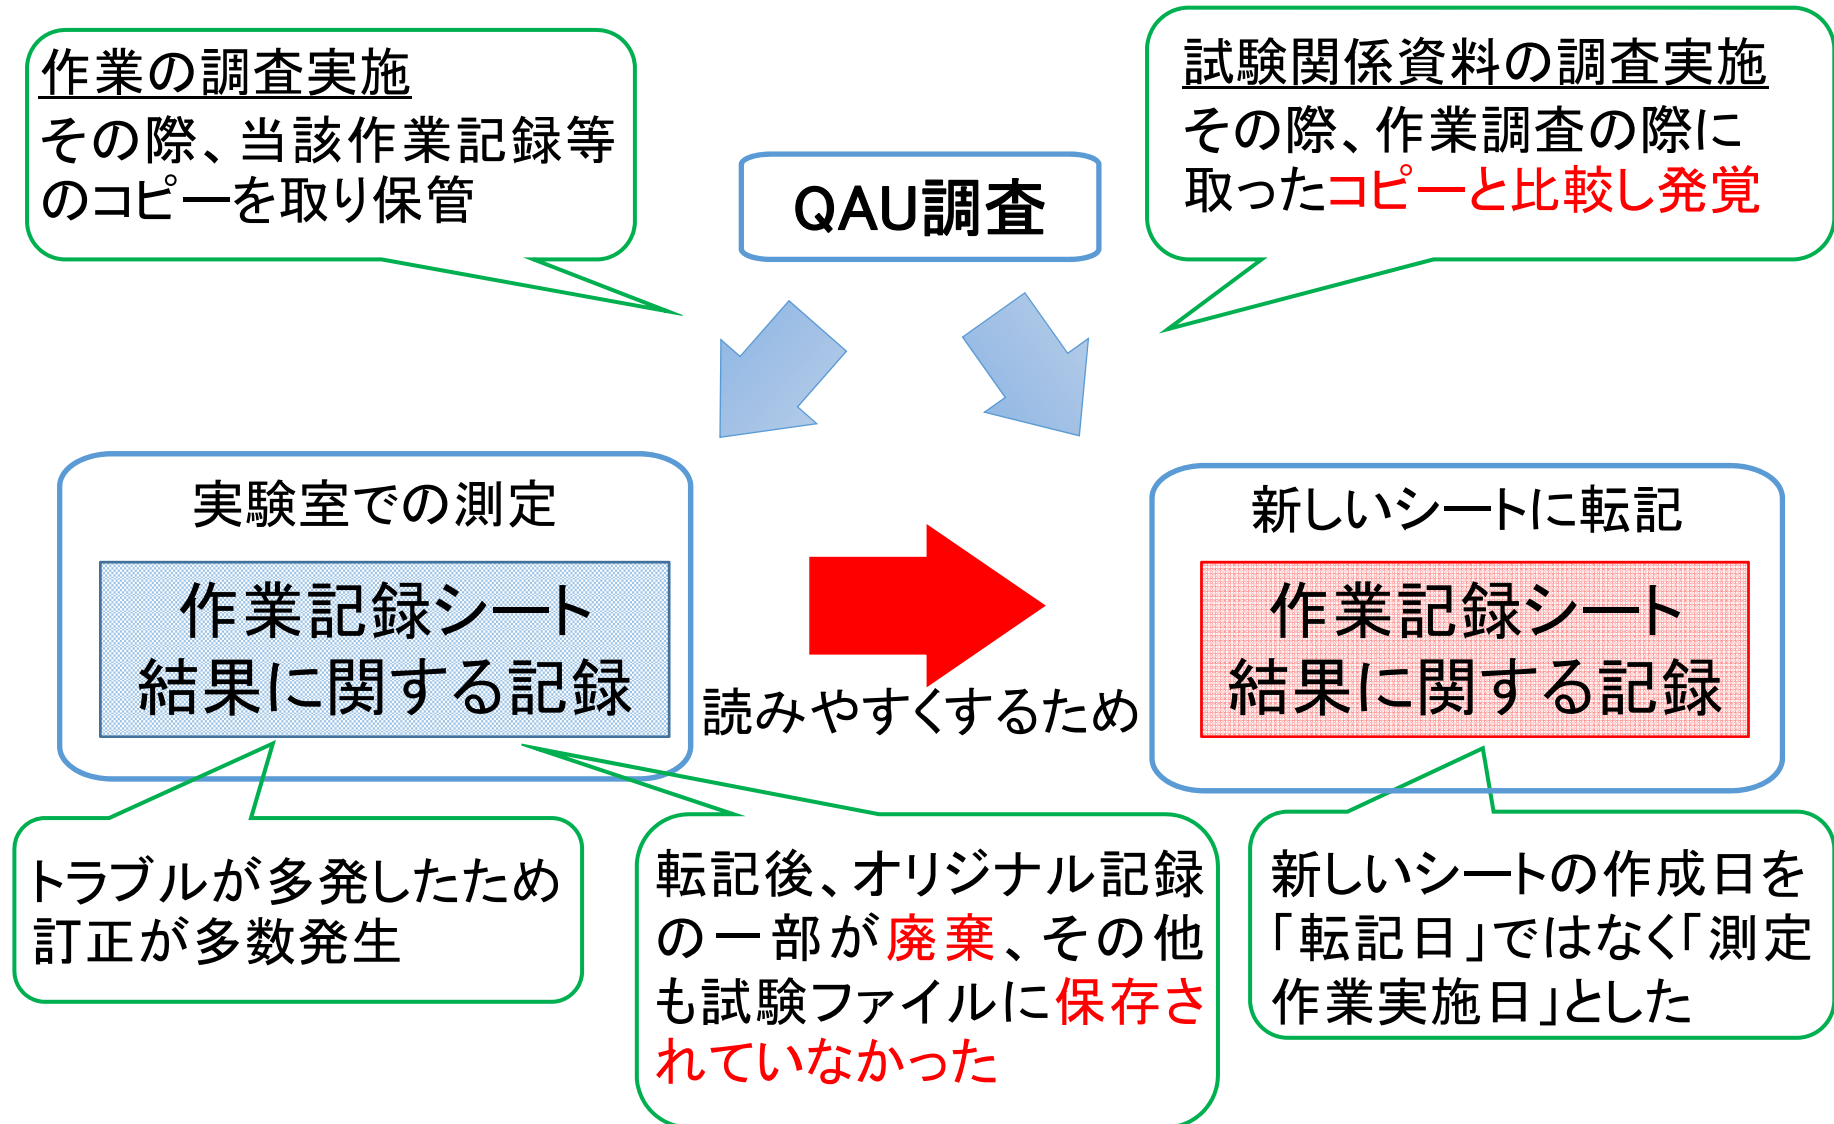 作業の調査実施
その際、当該作業記録等
のコピーを取り保管
QAU調査
試験関係資料の調査実施
その際、作業調査の際に
取ったコピーと比較し発覚
実験室での測定
作業記録シート
結果に関する記録
読みやすくするため
新しいシートに転記
作業記録シート
結果に関する記録
トラブルが多発したため
訂正が多数発生
転記後、オリジナル記録
の一部が廃棄、その他
も試験ファイルに保存さ
れていなかった
新しいシートの作成日を
「転記日」ではなく「測定
作業実施日」とした